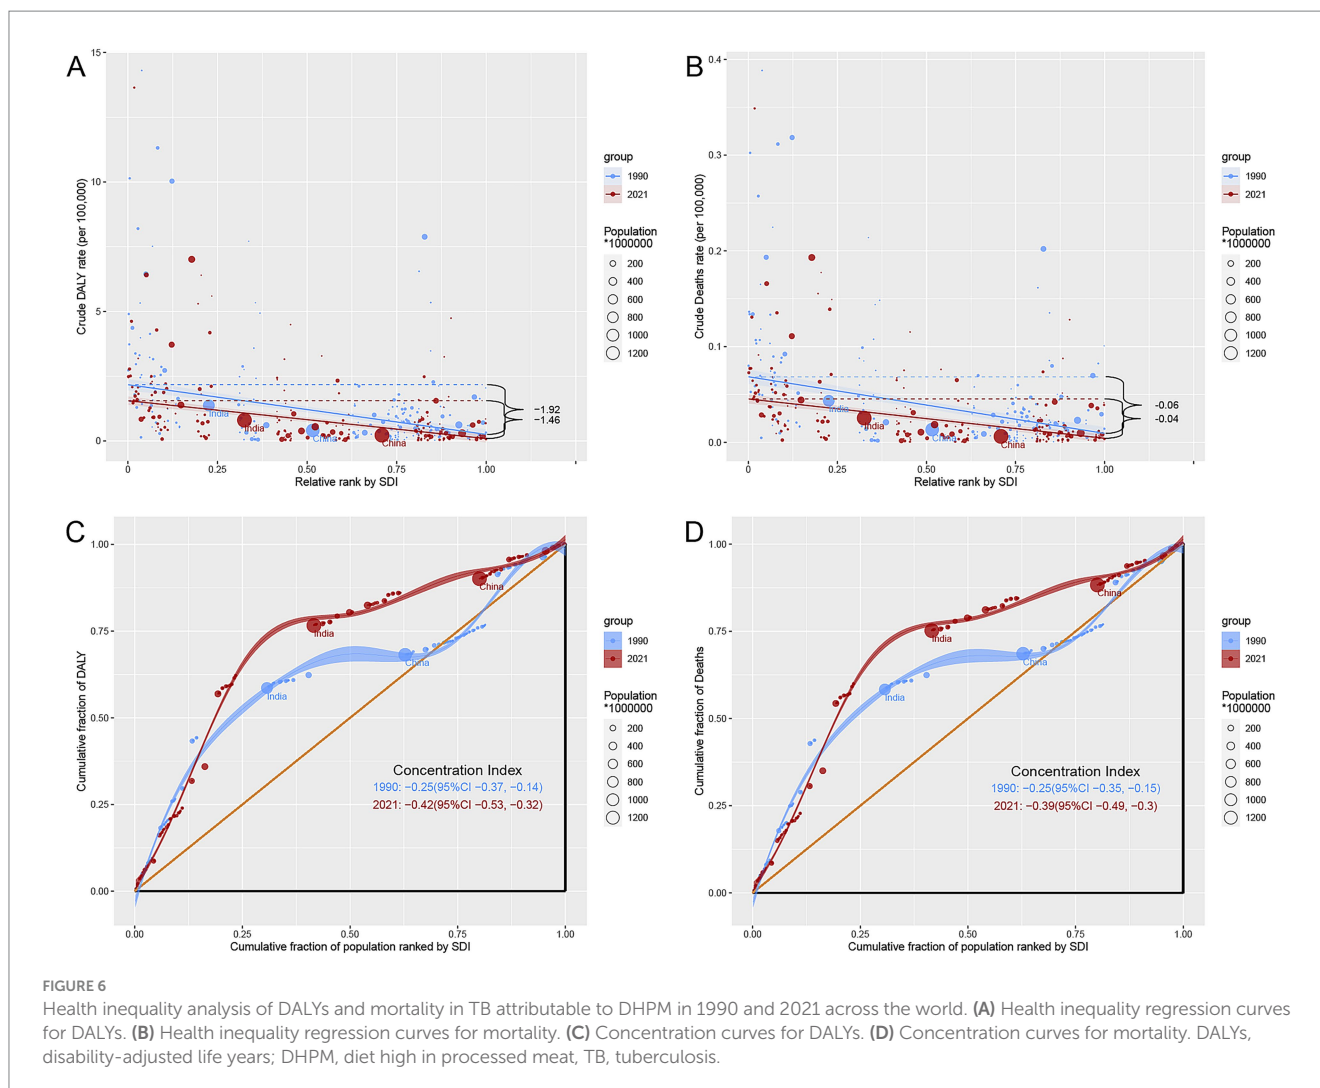 A
15
10
5
0
Crude DALY rate (per 100,000)
India
India
China
China
−1.92
−1.46
0
0.25
0.50
0.75
1.00
Relative rank by SDI
group
1990
2021
Population
*1000000
200
400
600
800
1000
1200
B
0.4
0.3
0.2
0.1
0.0
Crude Deaths rate (per 100,000)
India
India
China
China
-0.06
-0.04
0
0.25
0.50
0.75
1.00
Relative rank by SDI
group
1990
2021
Population
*1000000
200
400
600
800
1000
1200
C
1.00
0.75
0.50
0.25
0.00
Cumulative fraction of DALY
China
India
China
India
Concentration Index
1990: −0.25(95%CI −0.37, −0.14)
2021: −0.42(95%CI −0.53, −0.32)
0.00
0.25
0.50
0.75
1.00
Cumulative fraction of population ranked by SDI
group
1990
2021
Population
*1000000
200
400
600
800
1000
1200
D
1.00
0.75
0.50
0.25
0.00
Cumulative fraction of Deaths
China
India
China
India
Concentration Index
1990: −0.25(95%CI −0.35, −0.15)
2021: −0.39(95%CI −0.49, −0.3)
0.00
0.25
0.50
0.75
1.00
Cumulative fraction of population ranked by SDI
group
1990
2021
Population
*1000000
200
400
600
800
1000
1200
FIGURE 6
Health inequality analysis of DALYs and mortality in TB attributable to DHPM in 1990 and 2021 across the world. (A) Health inequality regression curves
for DALYs. (B) Health inequality regression curves for mortality. (C) Concentration curves for DALYs. (D) Concentration curves for mortality. DALYs,
disability-adjusted life years; DHPM, diet high in processed meat, TB, tuberculosis.